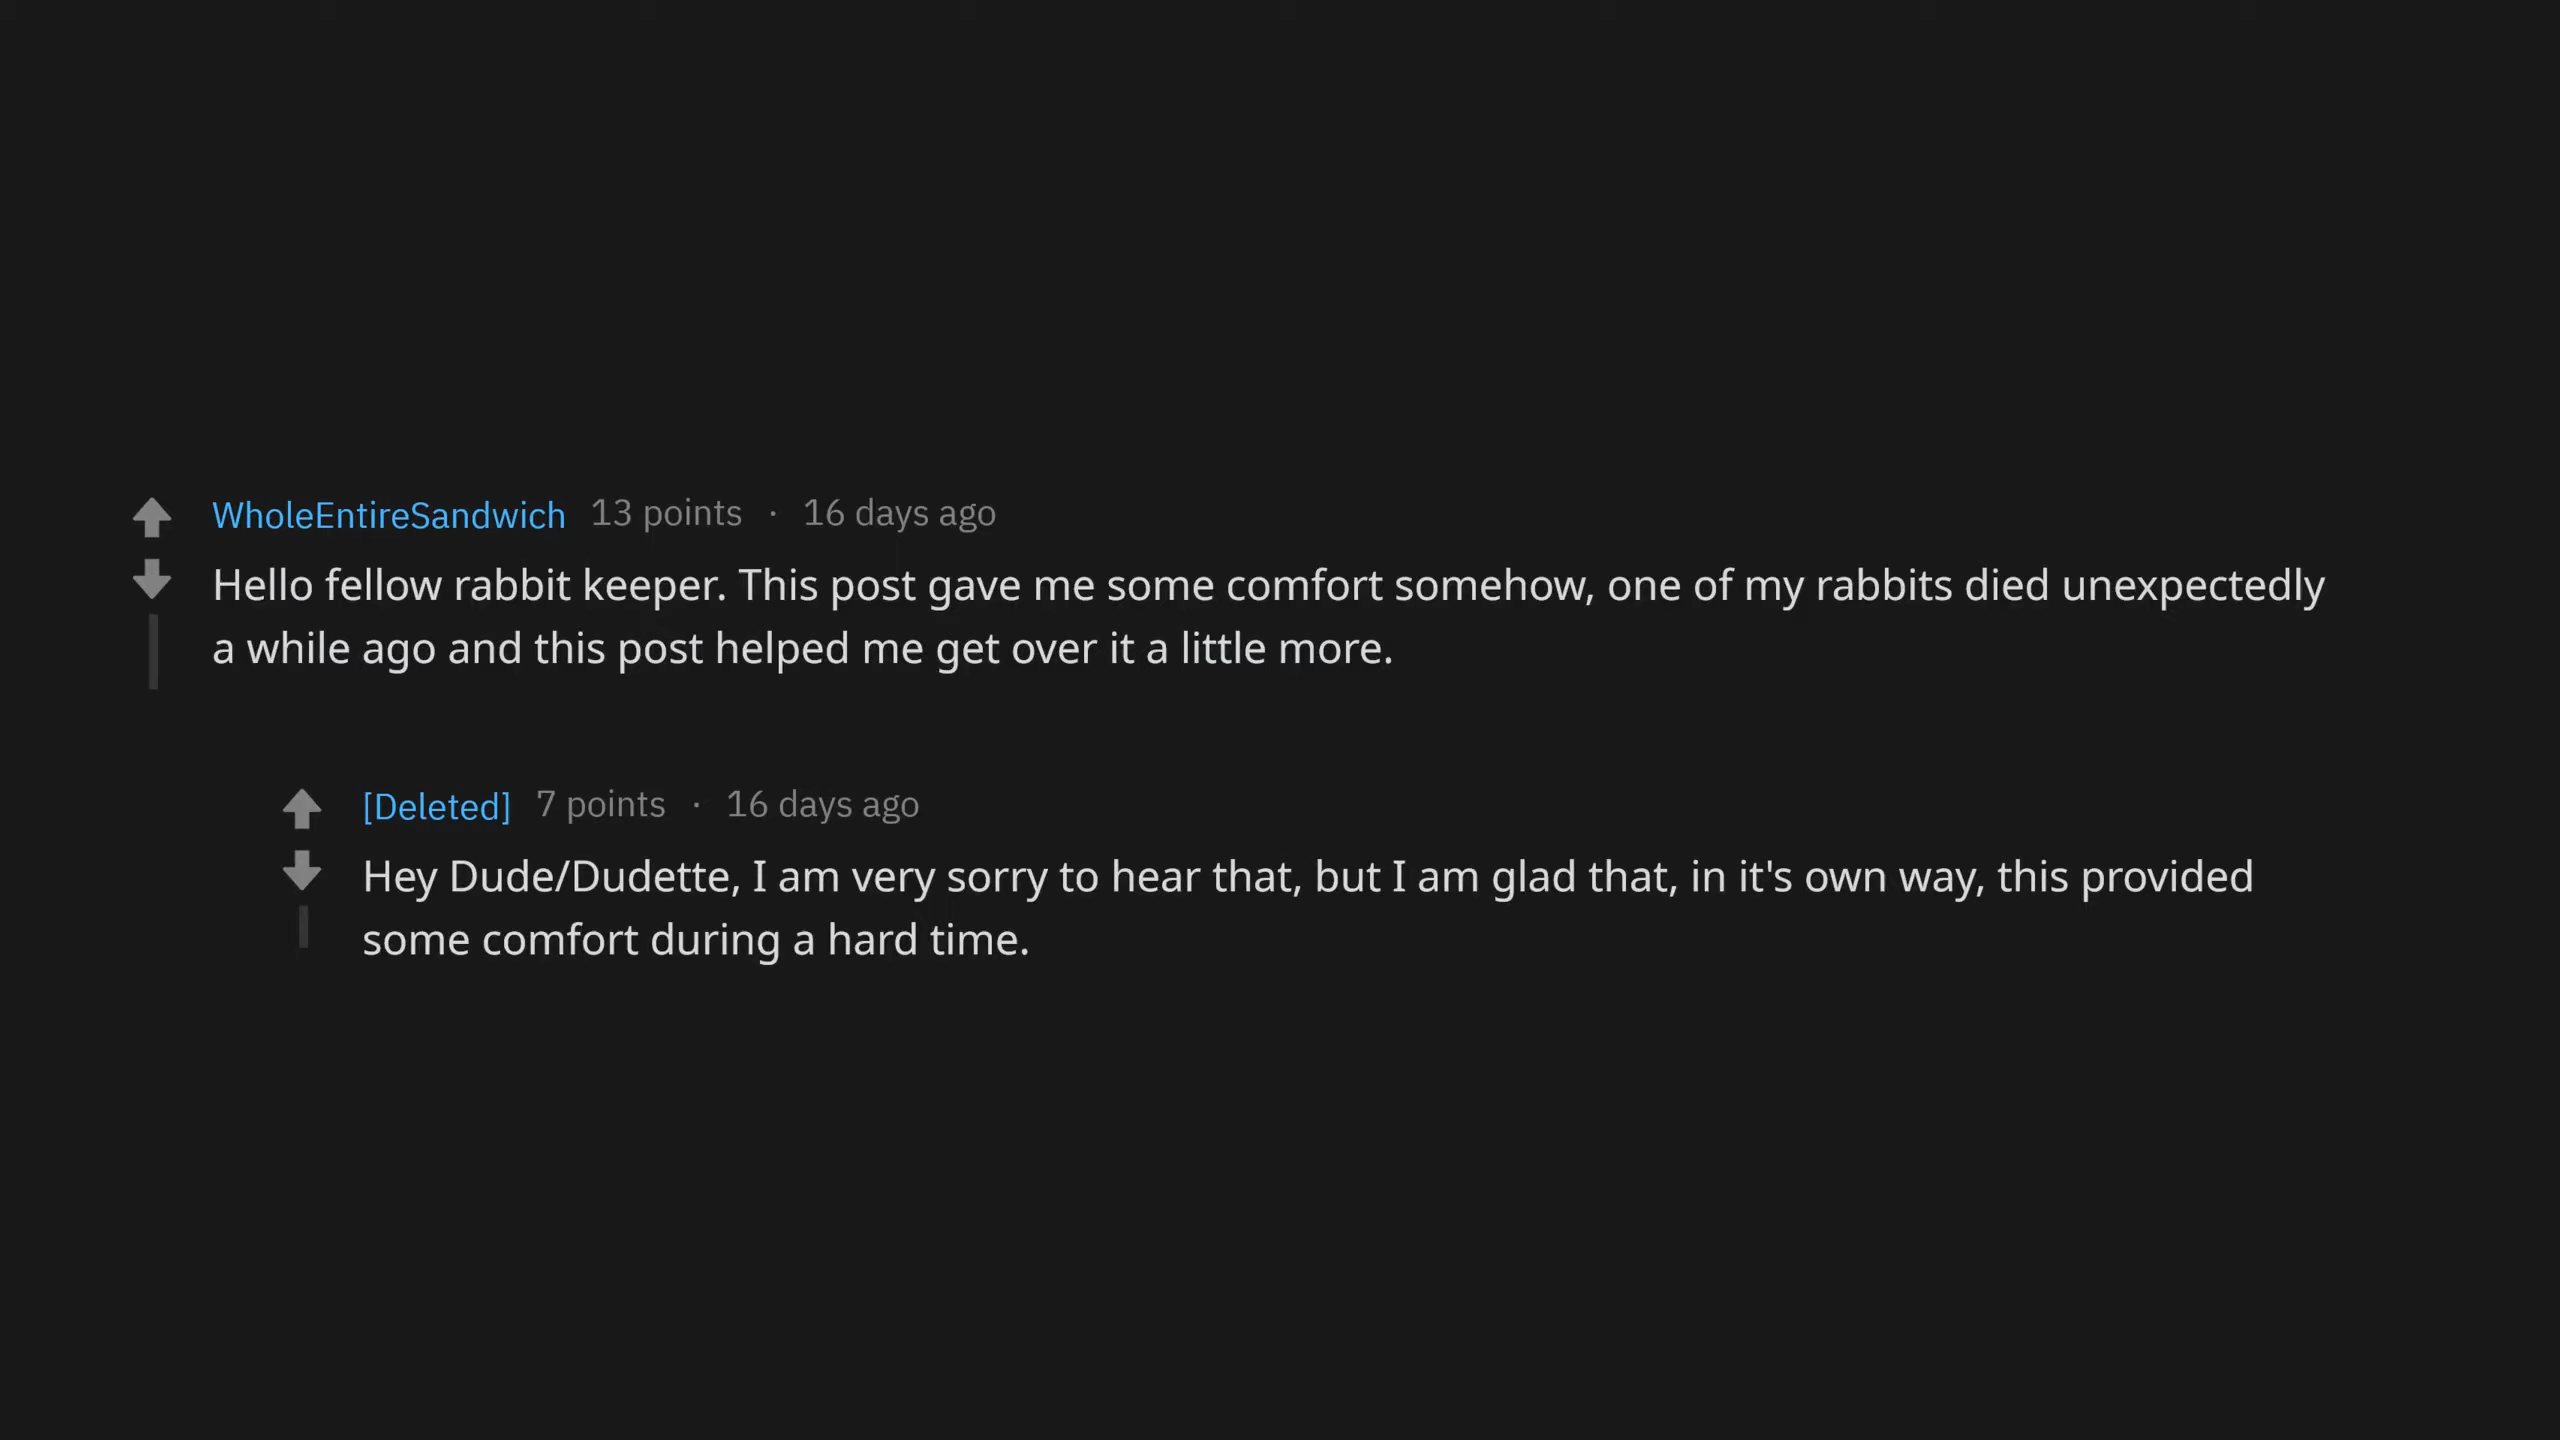 WholeEntireSandwich 13 points · 16 days ago
Hello fellow rabbit keeper. This post gave me some comfort somehow, one of my rabbits died unexpectedly
a while ago and this post helped me get over it a little more.
[Deleted] 7 points · 16 days ago
Hey Dude/Dudette, I am very sorry to hear that, but I am glad that, in it's own way, this provided
some comfort during a hard time.